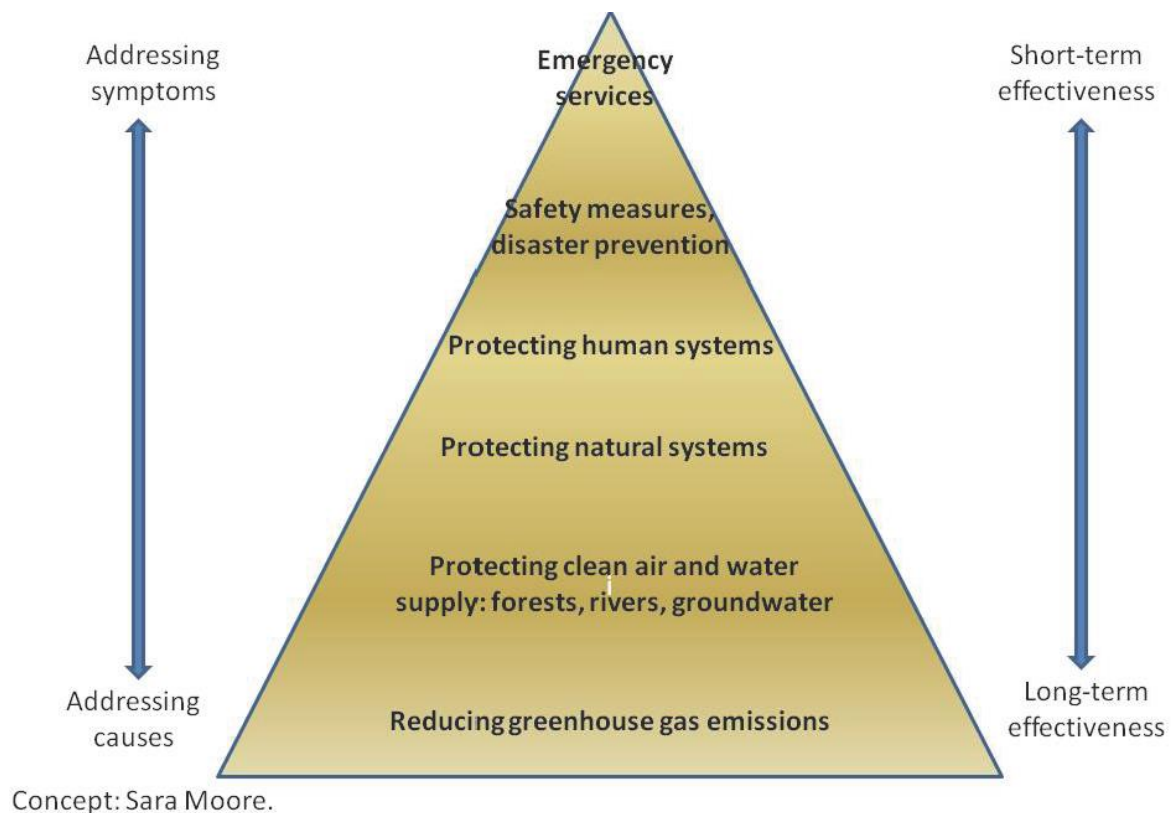 Addressing
symptoms
Short-term
effectiveness
Emergency
services
Safety measures,
disaster prevention
Protecting human systems
Protecting natural systems
Protecting clean air and water
supply: forests, rivers, groundwater
i
Addressing
causes
Long-term
effectiveness
Reducing greenhouse gas emissions
Concept: Sara Moore.